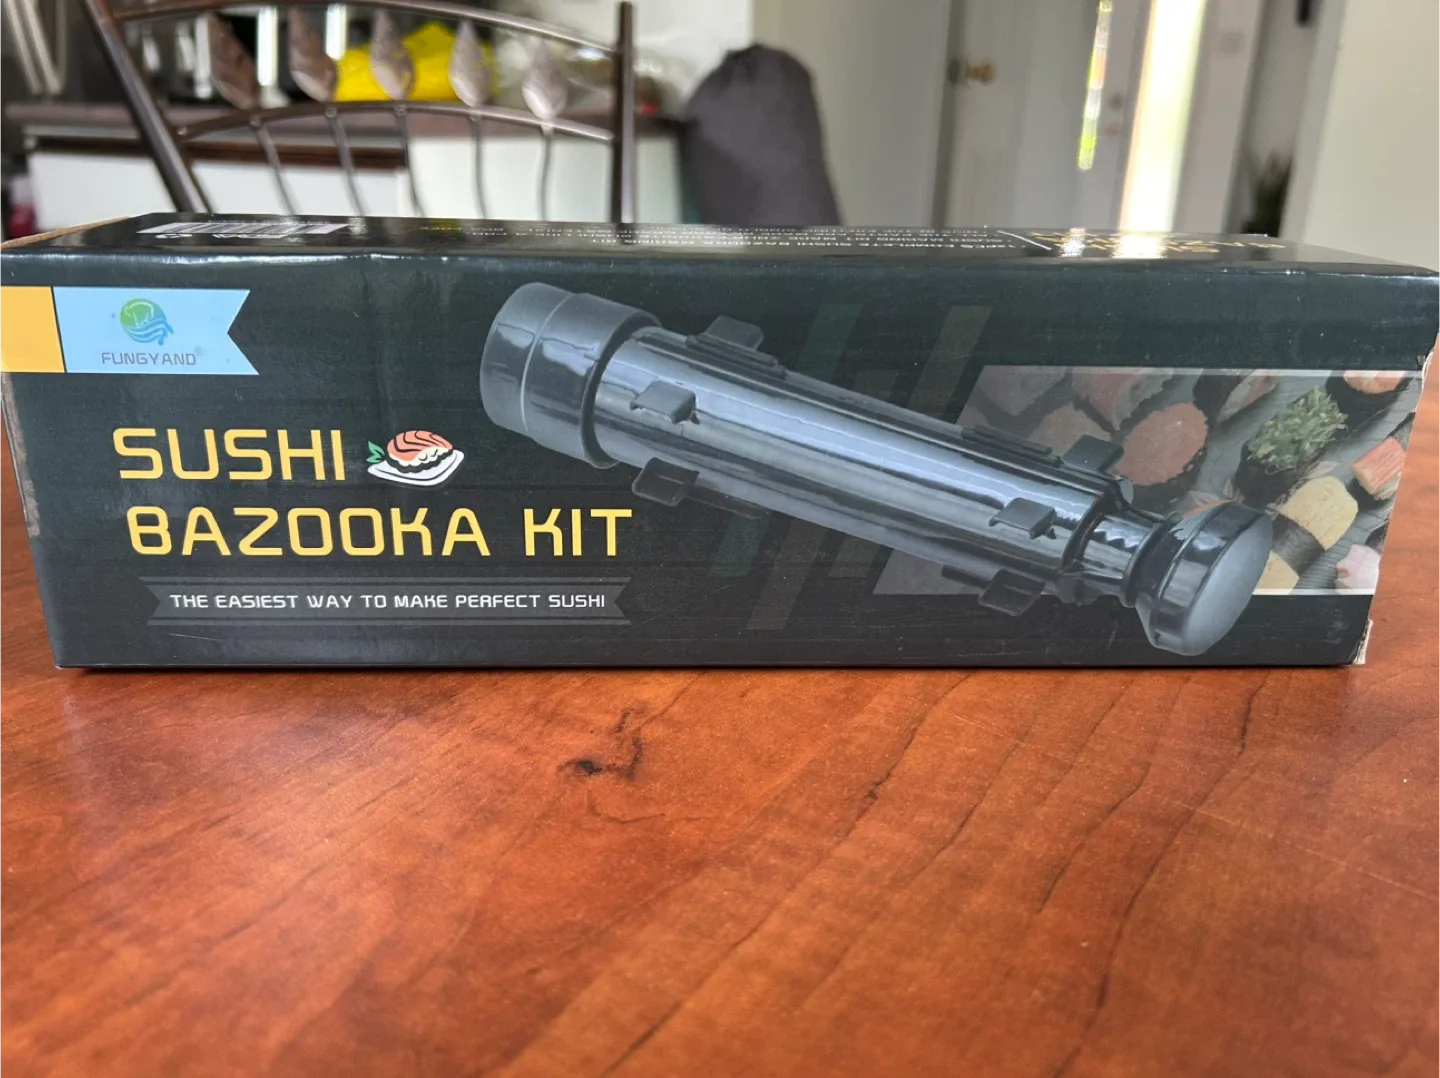 FUNGYAND®
SUSHI
BAZOOKA KIT
THE EASIEST WAY TO MAKE PERFECT SUSHI